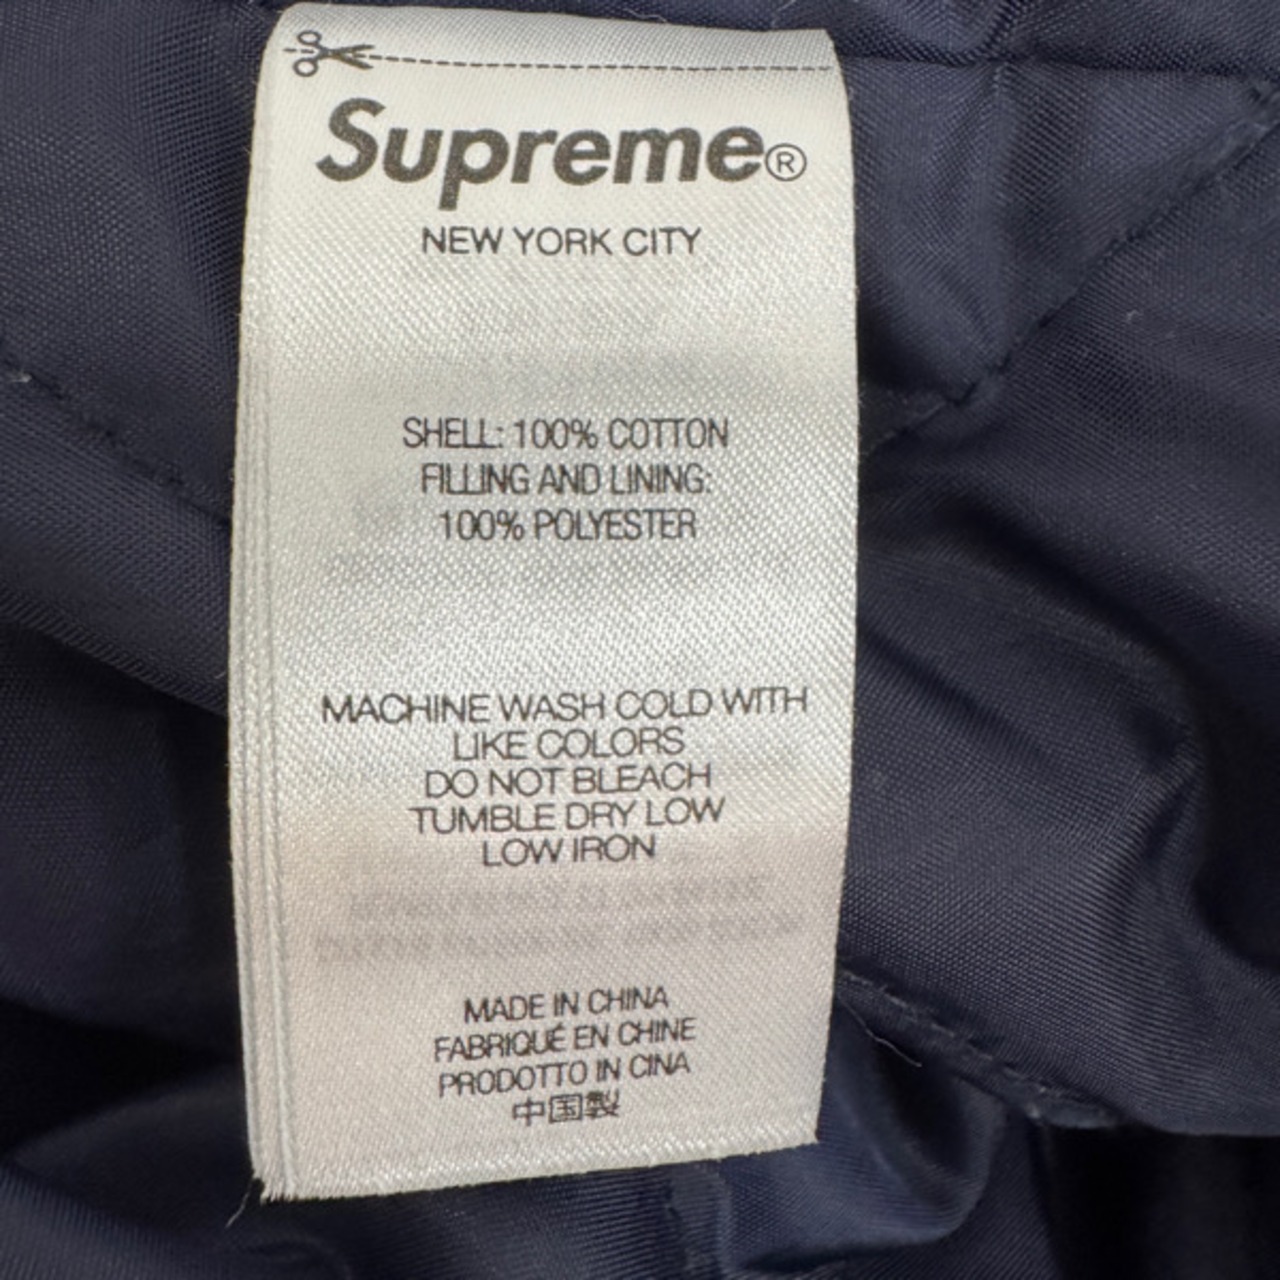 Supreme®
NEW YORK CITY
SHELL: 100% COTTON
FILLING AND LINING:
100% POLYESTER
MACHINE WASH COLD WITH
LIKE COLORS
DO NOT BLEACH
TUMBLE DRY LOW
LOW IRON
MADE IN CHINA
FABRIQUÉ EN CHINE
PRODOTTO IN CINA
中国製